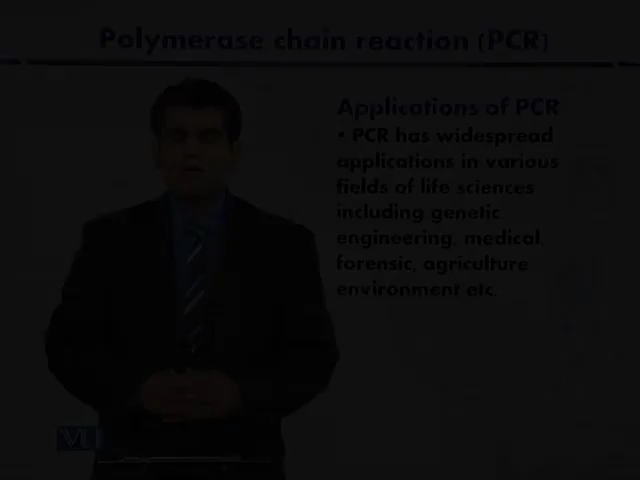 Polymerase chain reaction (PCR)
Applications of PCR
• PCR has widespread
applications in various
fields of life sciences
including genetic
engineering, medical,
forensic, agriculture
environment etc.
VU